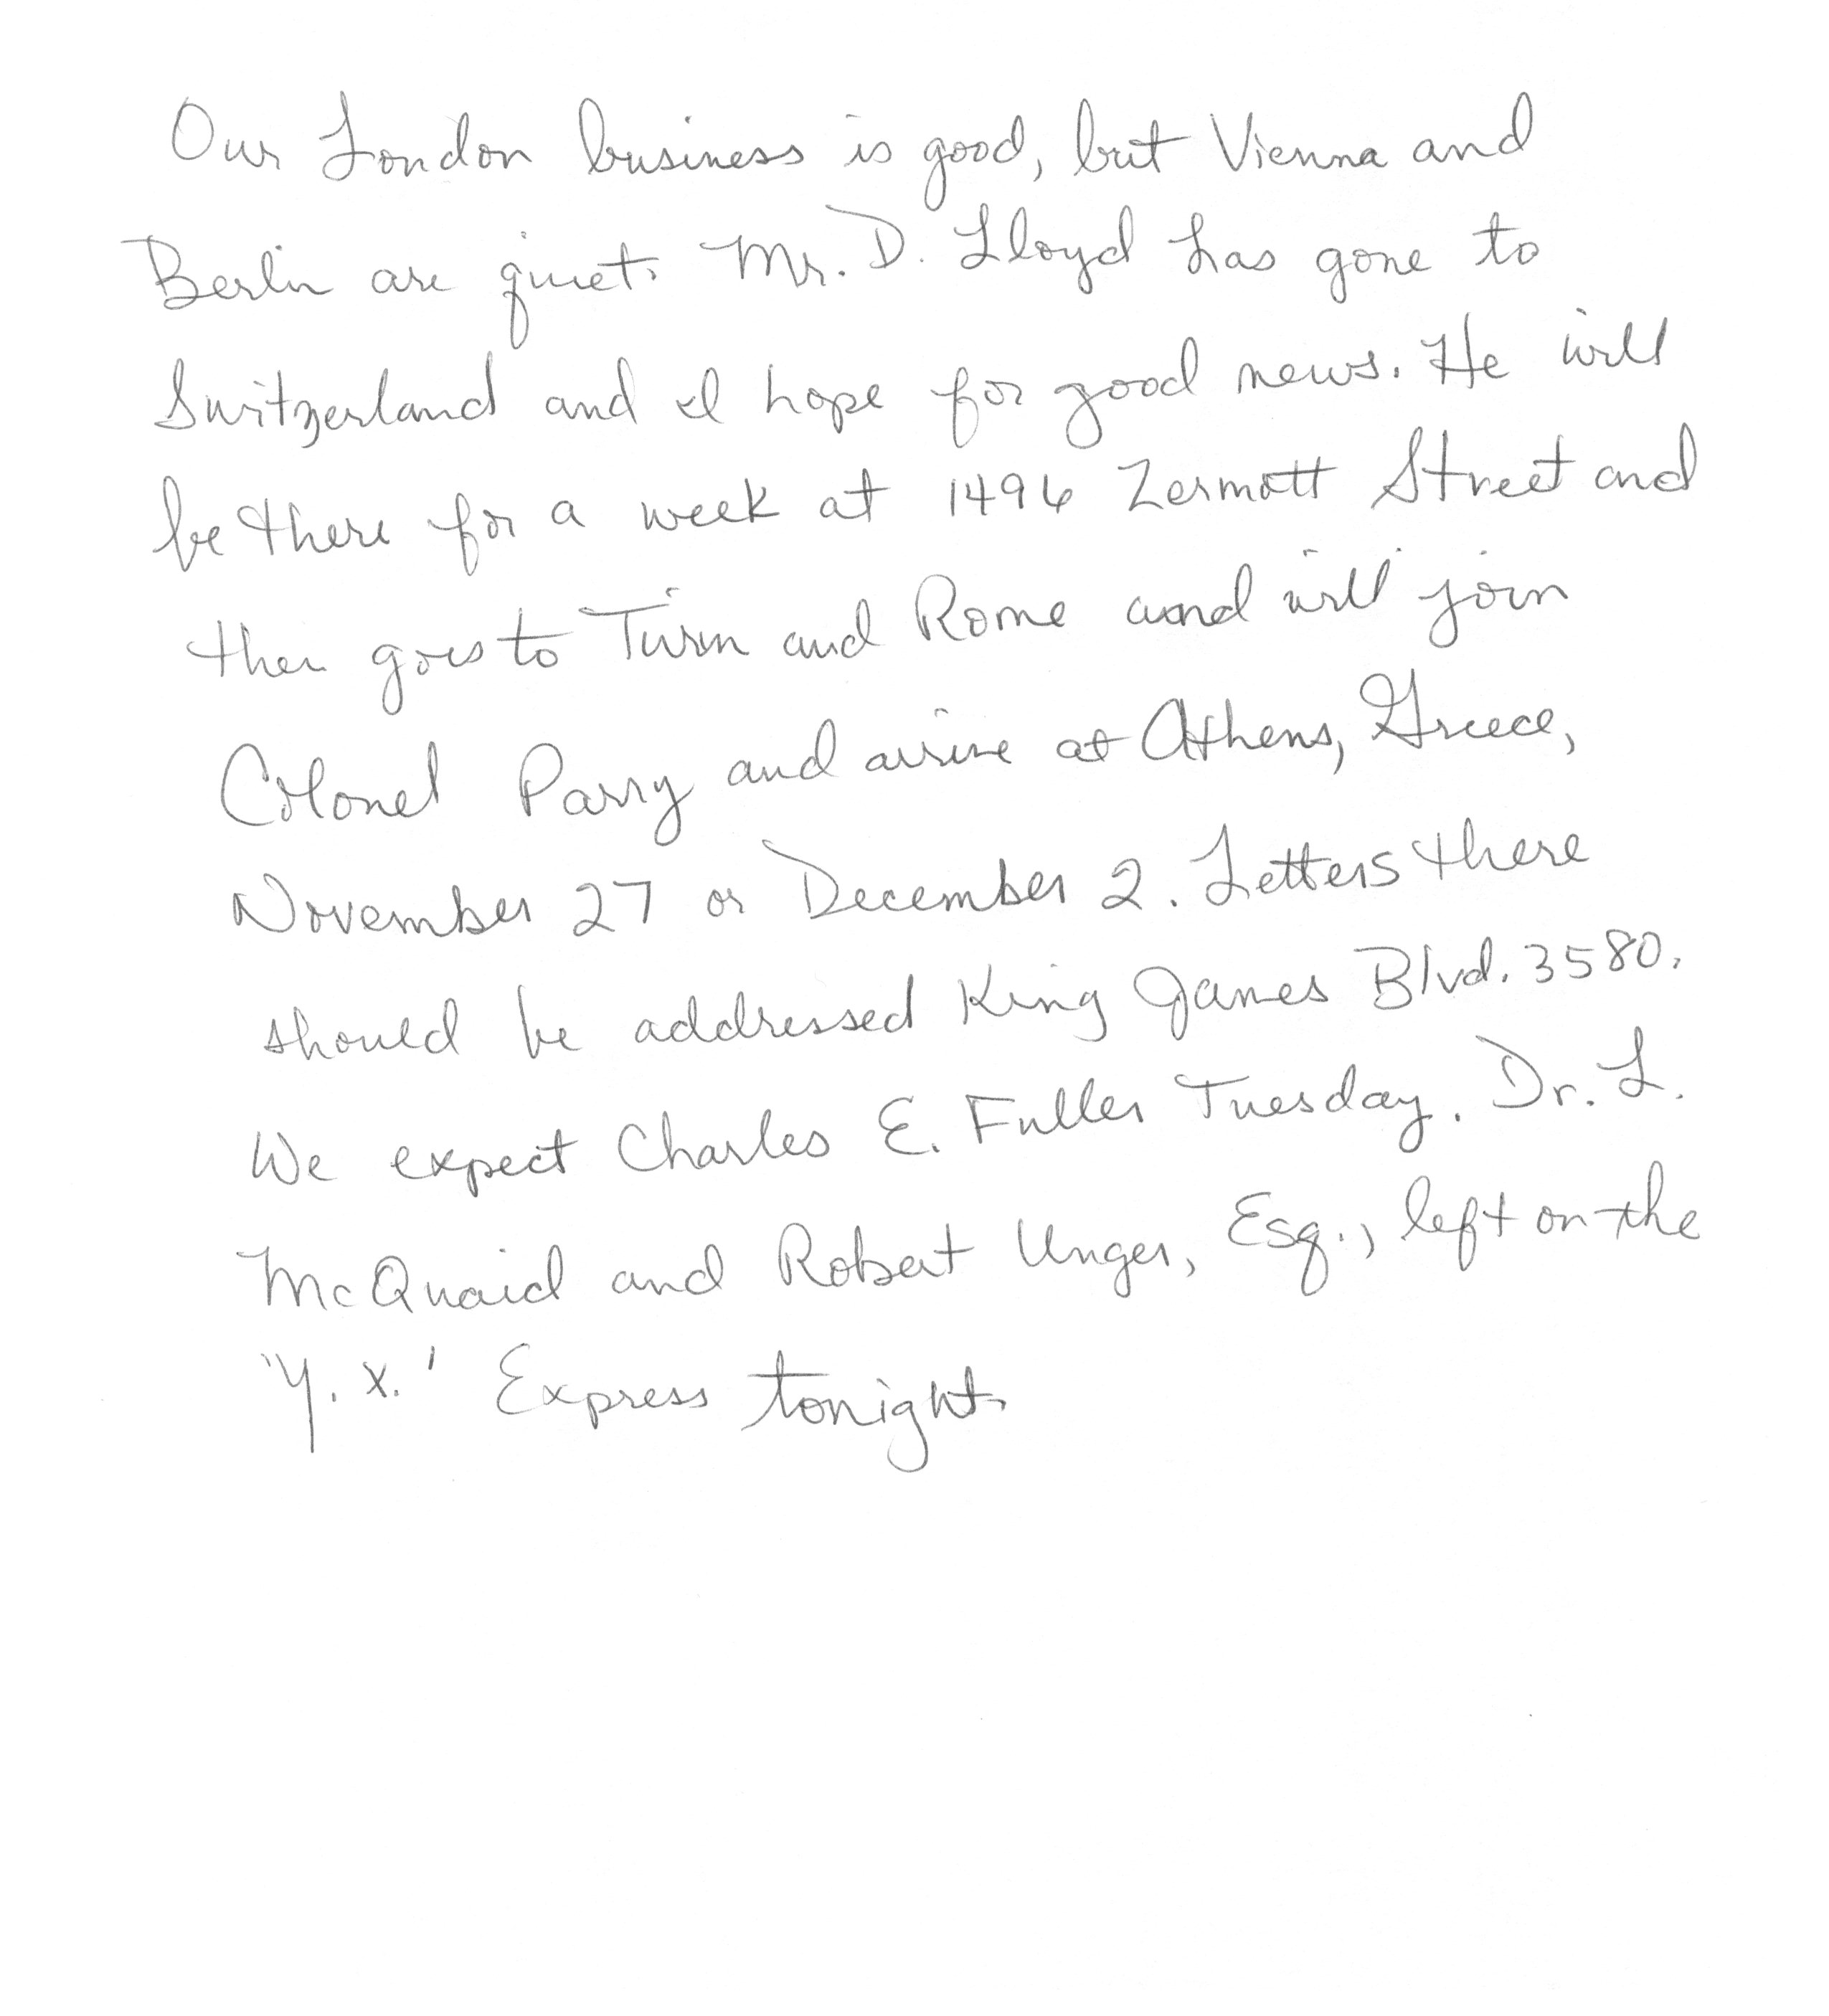 Our London business is good, but Vienna and
Berlin are quiet. Mr. D. Lloyd has gone to
Switzerland and I hope for good news. He will
be there for a week at 1496 Zermott Street and
then goes to Turin and Rome and will join
Colonel Parry and arrive at Athens, Greece,
November 27 or December 2. Letters there
should be addressed King James Blvd. 3580.
We expect Charles E. Fuller Tuesday. Dr. L.
McQuaid and Robert Unger, Esq., left on the
'Y. X.' Express tonight.